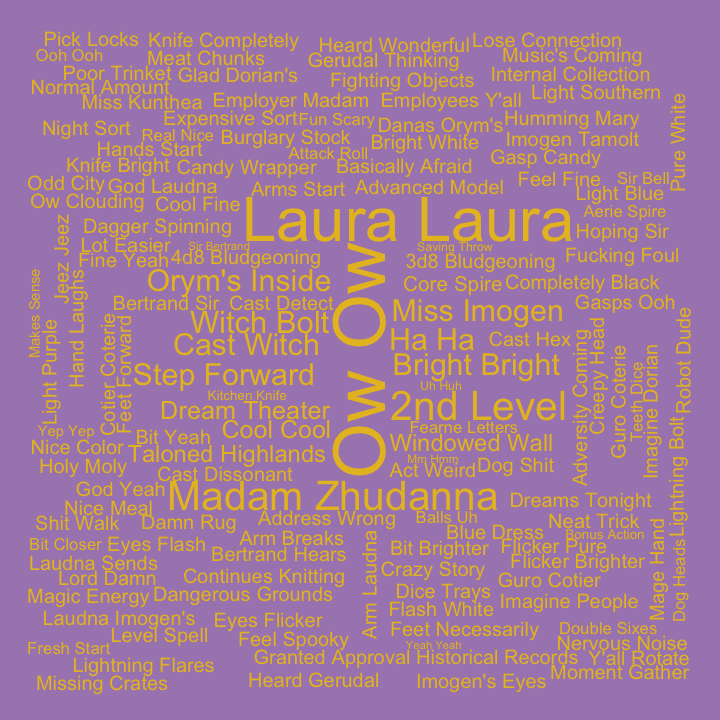 Pick Locks
Knife Completely
Heard Wonderful
Lose Connection
Ooh Ooh
Meat Chunks
Gerudal Thinking
Music's Coming
Poor Trinket
Glad Dorian's
Fighting Objects
Internal Collection
Normal Amount
Miss Kunthea
Employer Madam
Employees Y'all
Light Southern
Pure White
Expensive Sort
Fun Scary
Danas Orym's
Humming Mary
Night Sort
Real Nice
Burglary Stock
Bright White
Imogen Tamolt
Hands Start
Attack Roll
Gasp Candy
Knife Bright
Candy Wrapper
Basically Afraid
Feel Fine
Sir Bell
Odd City
God Laudna
Arms Start
Advanced Model
Light Blue
Ow Clouding
Cool Fine
Laura Laura
Aerie Spire
Dagger Spinning
Hoping Sir
Jeez Jeez
Lot Easier
Sir Bertrand
Saving Throw
Fine Yeah
4d8 Bludgeoning
3d8 Bludgeoning
Fucking Foul
Makes Sense
Hand Laughs
Orym's Inside
Ow Ow
Core Spire
Completely Black
Bertrand Sir
Cast Detect
Miss Imogen
Gasps Ooh
Light Purple
Cotier Coterie
Feet Forward
Witch Bolt
Ha Ha
Cast Hex
Creepy Head
Robot Dude
Cast Witch
Bright Bright
Adversity Coming
Guro Coterie
Teeth Dice
Imagine Dorian
Step Forward
Uh Huh
Kitchen Knife
2nd Level
Dream Theater
Yep Yep
Bit Yeah
Cool Cool
Fearne Letters
Nice Color
Taloned Highlands
Windowed Wall
Lightning Bolt
Holy Moly
Cast Dissonant
Mm Hmm
Act Weird
Dog Shit
God Yeah
Madam Zhudanna
Dreams Tonight
Nice Meal
Shit Walk
Damn Rug
Address Wrong
Balls Uh
Neat Trick
Bit Closer
Eyes Flash
Arm Breaks
Blue Dress
Bonus Action
Mage Hand
Dog Heads
Bertrand Hears
Arm Laudna
Bit Brighter
Flicker Pure
Laudna Sends
Flicker Brighter
Lord Damn
Continues Knitting
Crazy Story
Guro Cotier
Magic Energy
Dangerous Grounds
Dice Trays
Imagine People
Flash White
Laudna Imogen's
Eyes Flicker
Level Spell
Feel Spooky
Feet Necessarily
Double Sixes
Fresh Start
Yeah Yeah
Nervous Noise
Lightning Flares
Granted Approval
Historical Records
Y'all Rotate
Missing Crates
Heard Gerudal
Imogen's Eyes
Moment Gather